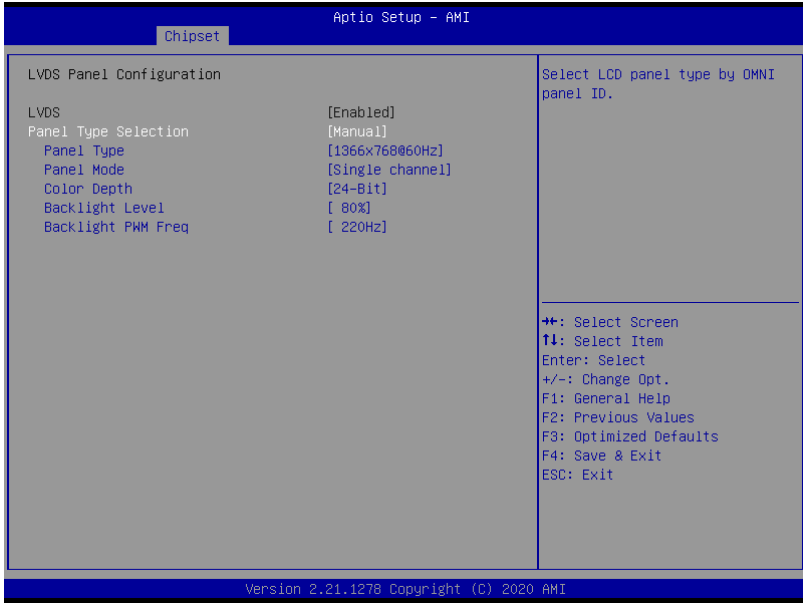 Aptio Setup – AMI
Chipset
LVDS Panel Configuration
LVDS [Enabled]
Panel Type Selection [Manual]
Panel Type [1366x768@60Hz]
Panel Mode [Single channel]
Color Depth [24-Bit]
Backlight Level [ 80%]
Backlight PWM Freq [ 220Hz]
Select LCD panel type by OMNI
panel ID.
→←: Select Screen
↑↓: Select Item
Enter: Select
+/-: Change Opt.
F1: General Help
F2: Previous Values
F3: Optimized Defaults
F4: Save & Exit
ESC: Exit
Version 2.21.1278 Copyright (C) 2020 AMI